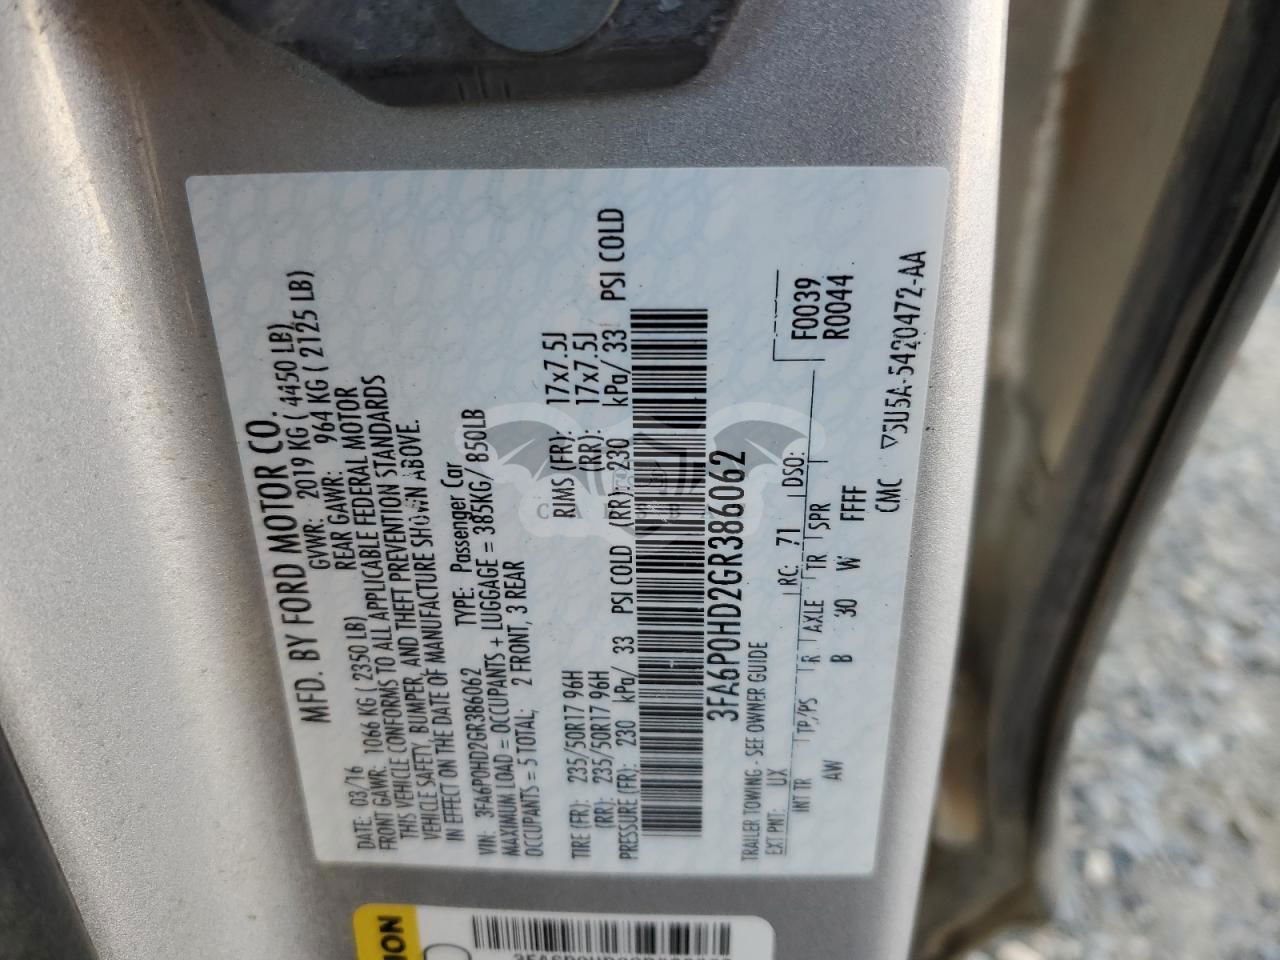 MFD. BY FORD MOTOR CO.
DATE: 03/16 GVWR: 2019 KG ( 4450 LB)
FRONT GAWR: 1066 KG ( 2350 LB) REAR GAWR: 964 KG ( 2125 LB)
THIS VEHICLE CONFORMS TO ALL APPLICABLE FEDERAL MOTOR
VEHICLE SAFETY, BUMPER, AND THEFT PREVENTION STANDARDS
IN EFFECT ON THE DATE OF MANUFACTURE SHOWN ABOVE.
VIN: 3FA6P0HD2GR386062 TYPE: Passenger Car
MAXIMUM LOAD = OCCUPANTS + LUGGAGE = 385KG/ 850LB
OCCUPANTS = 5 TOTAL, 2 FRONT, 3 REAR
TIRE (FR): 235/50R17 96H RIMS (FR): 17x7.5J
(RR): 235/50R17 96H (RR): 17x7.5J
PRESSURE (FR): 230 kPa/ 33 PSI COLD (RR): 230 kPa/ 33 PSI COLD
3FA6P0HD2GR386062
TRAILER TOWING - SEE OWNER GUIDE
EXT PNT: UX RC: 71 DSO: F0039
R0044
INT TR TP/PS R AXLE TR SPR
AW B 30 W FFFF
CMC 5U5A-5420472-AA